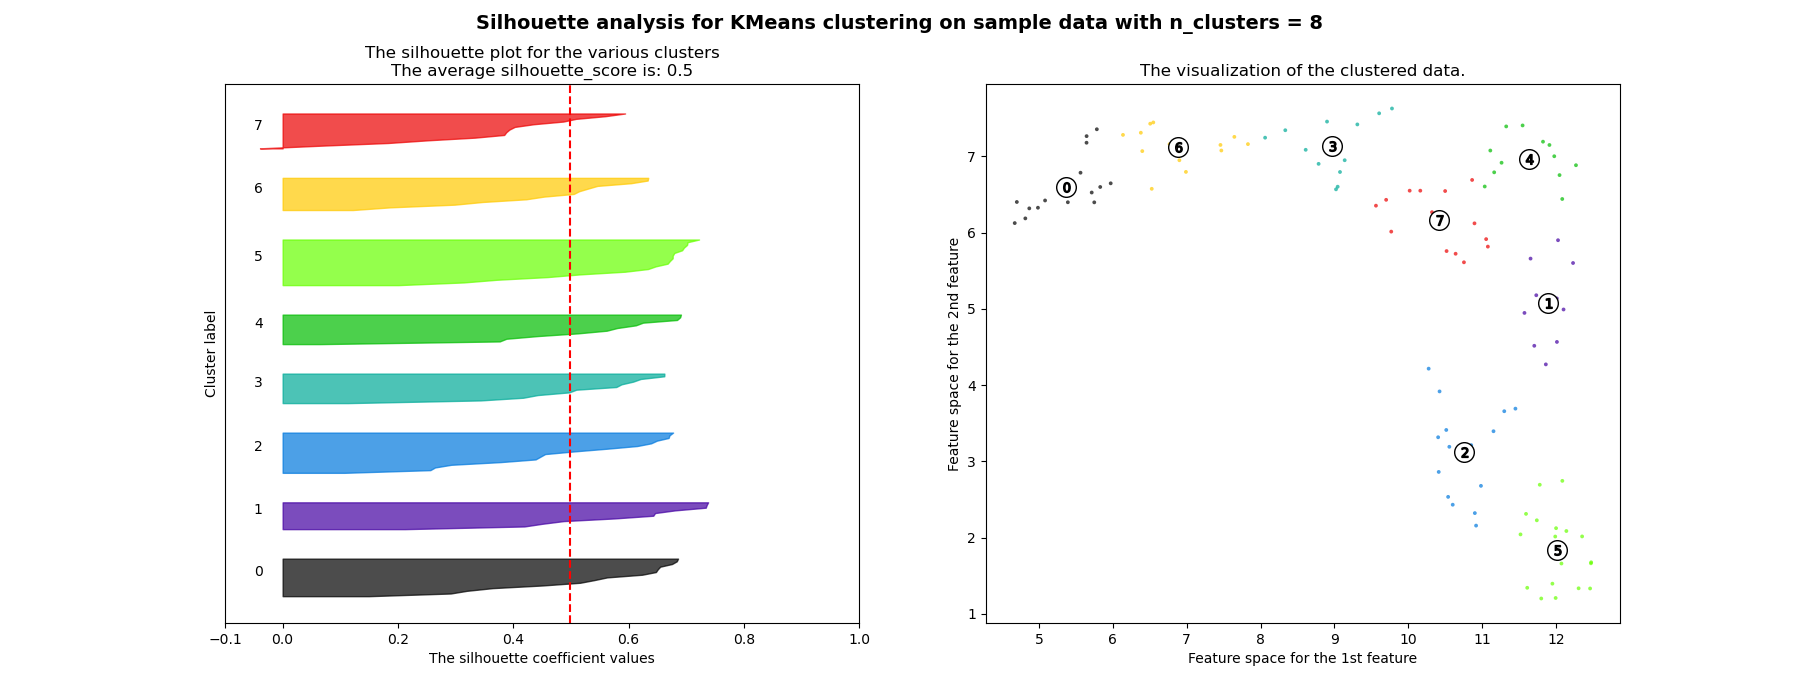 Silhouette analysis for KMeans clustering on sample data with n_clusters = 8
The silhouette plot for the various clusters
The average silhouette_score is: 0.5
7
6
5
4
3
2
1
0
Cluster label
−0.1 0.0 0.2 0.4 0.6 0.8 1.0
The silhouette coefficient values
The visualization of the clustered data.
7
6
5
4
3
2
1
Feature space for the 2nd feature
6
3
4
0
7
1
2
5
5 6 7 8 9 10 11 12
Feature space for the 1st feature